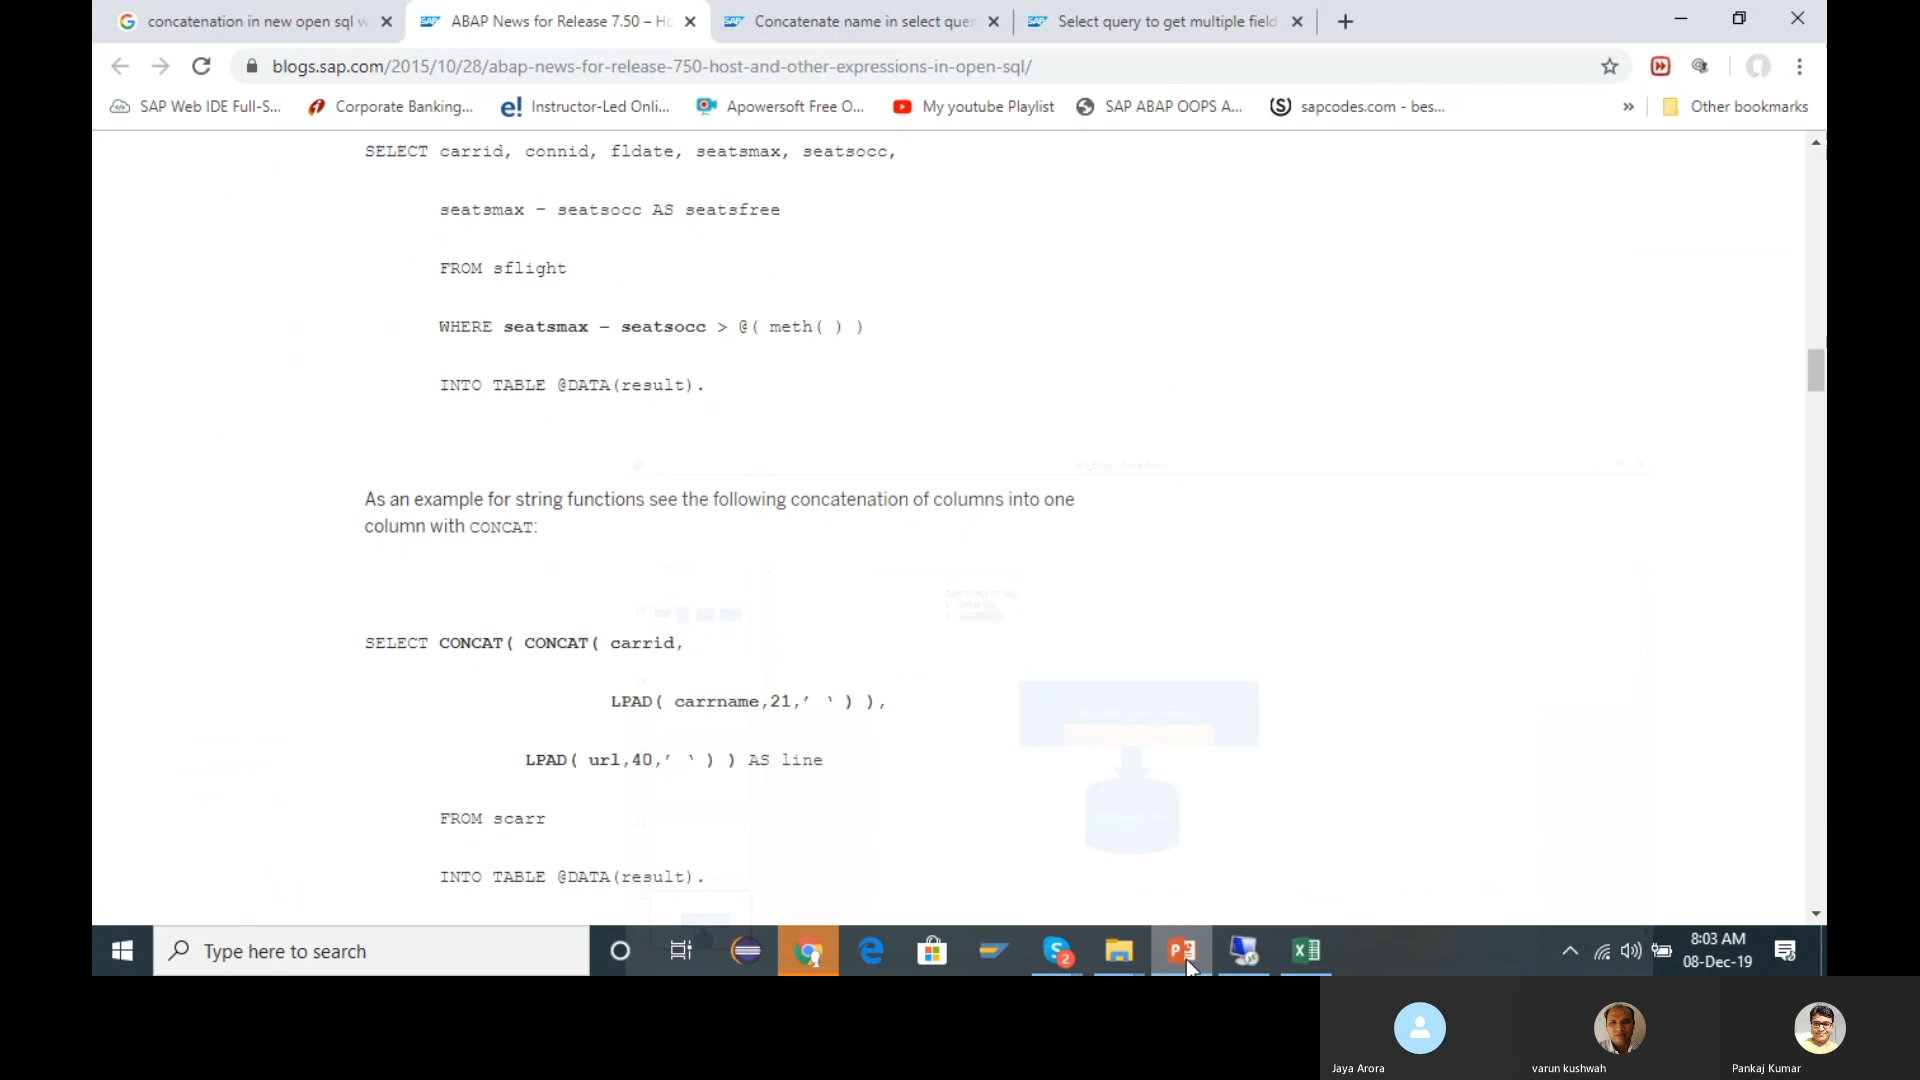 concatenation in new open sql w
SAP ABAP News for Release 7.50 – Ho
SAP Concatenate name in select quer
SAP Select query to get multiple field
blogs.sap.com/2015/10/28/abap-news-for-release-750-host-and-other-expressions-in-open-sql/
SAP Web IDE Full-S...
Corporate Banking...
e! Instructor-Led Onli...
Apowersoft Free O...
My youtube Playlist
SAP ABAP OOPS A...
(S) sapcodes.com - bes...
» Other bookmarks
SELECT carrid, connid, fldate, seatsmax, seatsocc,
seatsmax – seatsocc AS seatsfree
FROM sflight
WHERE seatsmax – seatsocc > @( meth( ) )
INTO TABLE @DATA(result).
As an example for string functions see the following concatenation of columns into one
column with CONCAT:
SELECT CONCAT( CONCAT( carrid,
LPAD( carrname,21,’ ‘ ) ),
LPAD( url,40,’ ‘ ) ) AS line
FROM scarr
INTO TABLE @DATA(result).
Type here to search
2
8:03 AM
08-Dec-19
Jaya Arora
varun kushwah
Pankaj Kumar